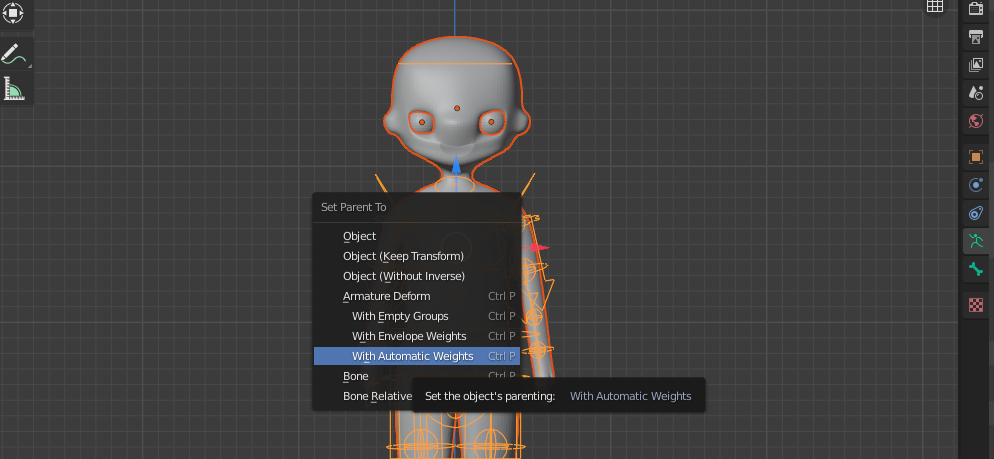 Set Parent To
Object
Object (Keep Transform)
Object (Without Inverse)
Armature Deform Ctrl P
With Empty Groups Ctrl P
With Envelope Weights Ctrl P
With Automatic Weights Ctrl P
Bone Ctrl P
Bone Relative
Set the object's parenting: With Automatic Weights